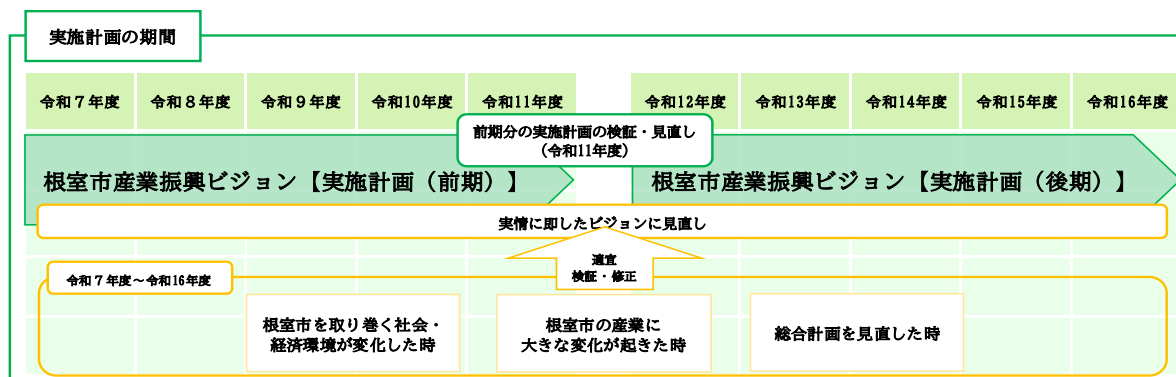 実施計画の期間
令和７年度 令和８年度 令和９年度 令和10年度 令和11年度 令和12年度 令和13年度 令和14年度 令和15年度 令和16年度
前期分の実施計画の検証・見直し
（令和11年度）
根室市産業振興ビジョン【実施計画（前期）】 根室市産業振興ビジョン【実施計画（後期）】
実情に即したビジョンに見直し
適宜
検証・修正
令和７年度～令和16年度
根室市を取り巻く社会・
経済環境が変化した時
根室市の産業に
大きな変化が起きた時
総合計画を見直した時